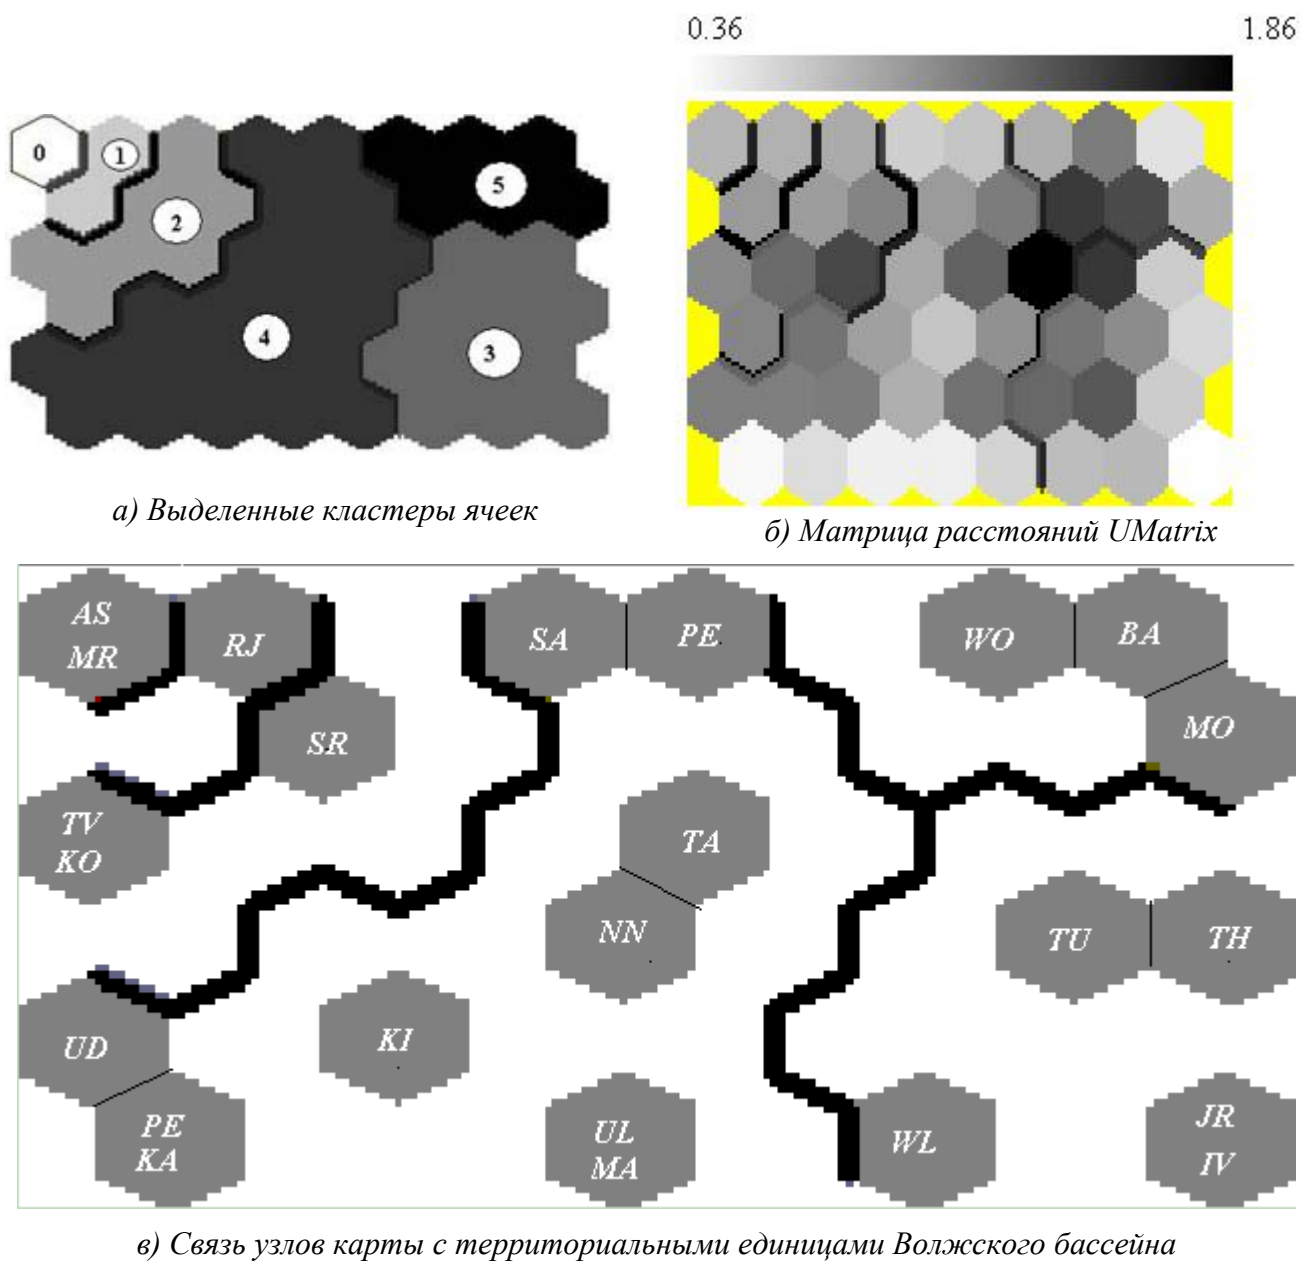 0.36 1.86
0 1 2 5
4 3
а) Выделенные кластеры ячеек
б) Матрица расстояний UMatrix
AS
MR
RJ
SA
PE
WO
BA
SR
MO
TV
KO
TA
NN
TU
TH
UD
KI
PE
KA
UL
MA
WL
JR
IV
в) Связь узлов карты с территориальными единицами Волжского бассейна